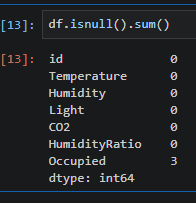 [13]: df.isnull().sum()
[13]: id 0
Temperature 0
Humidity 0
Light 0
CO2 0
HumidityRatio 0
Occupied 3
dtype: int64